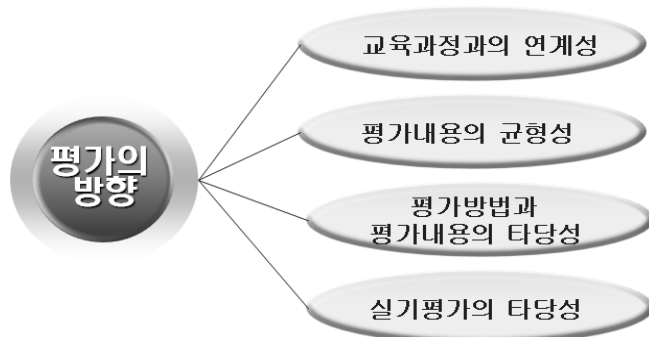 평가의
방향
교육과정과의 연계성
평가내용의 균형성
평가방법과
평가내용의 타당성
실기평가의 타당성